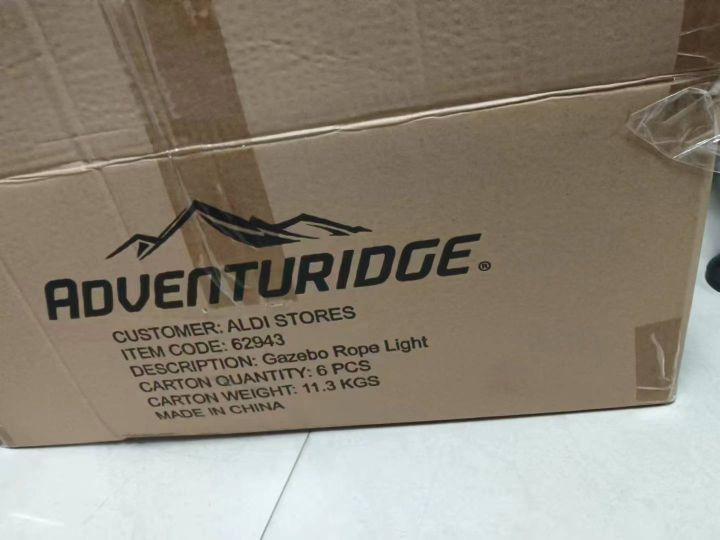 ADVENTURIDGE®
CUSTOMER: ALDI STORES
ITEM CODE: 62943
DESCRIPTION: Gazebo Rope Light
CARTON QUANTITY: 6 PCS
CARTON WEIGHT: 11.3 KGS
MADE IN CHINA